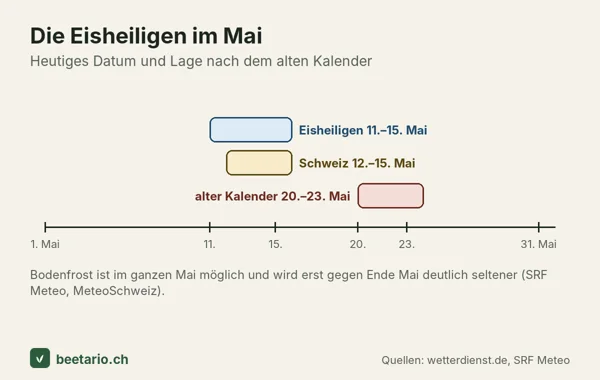 Die Eisheiligen im Mai
Heutiges Datum und Lage nach dem alten Kalender
Eisheiligen 11.–15. Mai
Schweiz 12.–15. Mai
alter Kalender 20.–23. Mai
1. Mai 11. 15. 20. 23. 31. Mai
Bodenfrost ist im ganzen Mai möglich und wird erst gegen Ende Mai deutlich seltener (SRF
Meteo, MeteoSchweiz).
beetario.ch
Quellen: wetterdienst.de, SRF Meteo